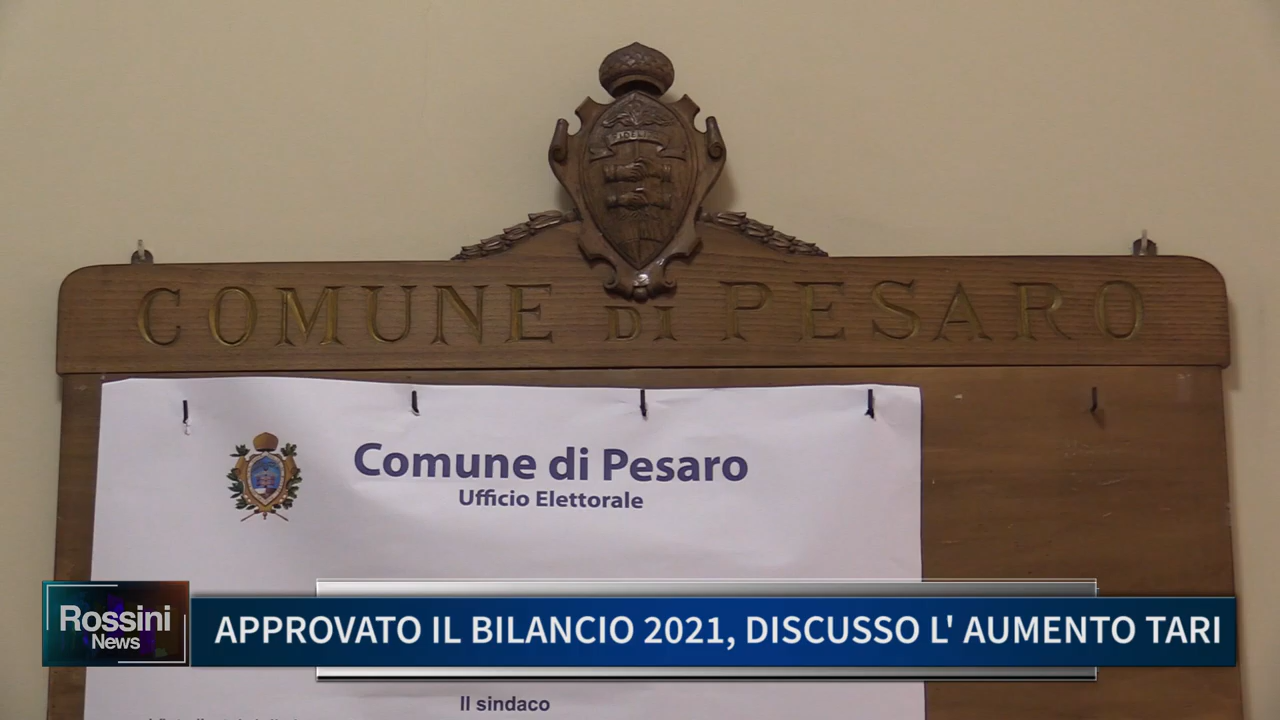 COMUNE DI PESARO
Comune di Pesaro
Ufficio Elettorale
Rossini
News
APPROVATO IL BILANCIO 2021, DISCUSSO L' AUMENTO TARI
Il sindaco